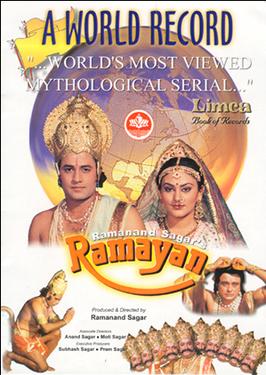 A WORLD RECORD
"...WORLD'S MOST VIEWED
MYTHOLOGICAL SERIAL..."
Limca
Book of Records
Ramanand Sagar's
Ramayan
Produced & Directed by
Ramanand Sagar
Associate Directors
Anand Sagar • Moti Sagar
Executive Producers
Subhash Sagar • Prem Sagar